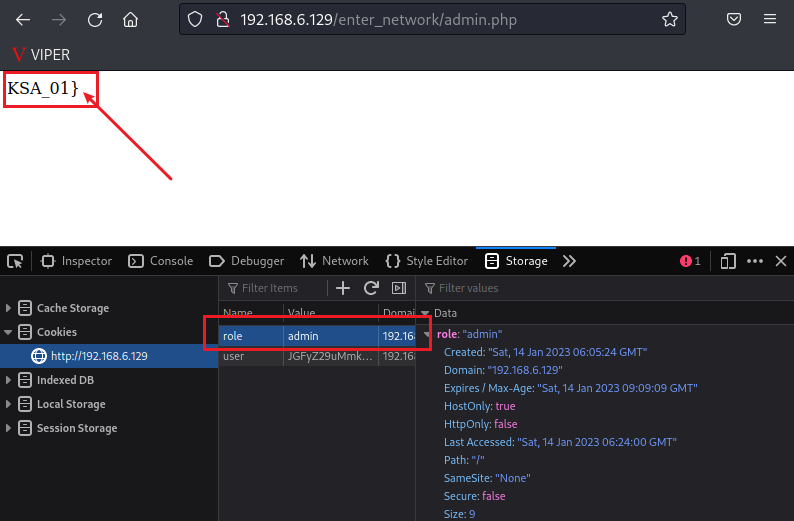 192.168.6.129/enter_network/admin.php
V VIPER
KSA_01}
Inspector Console Debugger Network Style Editor Storage 1
Filter Items Filter values
Cache Storage
Cookies
http://192.168.6.129
Indexed DB
Local Storage
Session Storage
Name Value Domai
role admin 192.168
user JGFyZ29uMmk... 192.168
Data
role: "admin"
Created: "Sat, 14 Jan 2023 06:05:24 GMT"
Domain: "192.168.6.129"
Expires / Max-Age: "Sat, 14 Jan 2023 09:09:09 GMT"
HostOnly: true
HttpOnly: false
Last Accessed: "Sat, 14 Jan 2023 06:24:00 GMT"
Path: "/"
SameSite: "None"
Secure: false
Size: 9